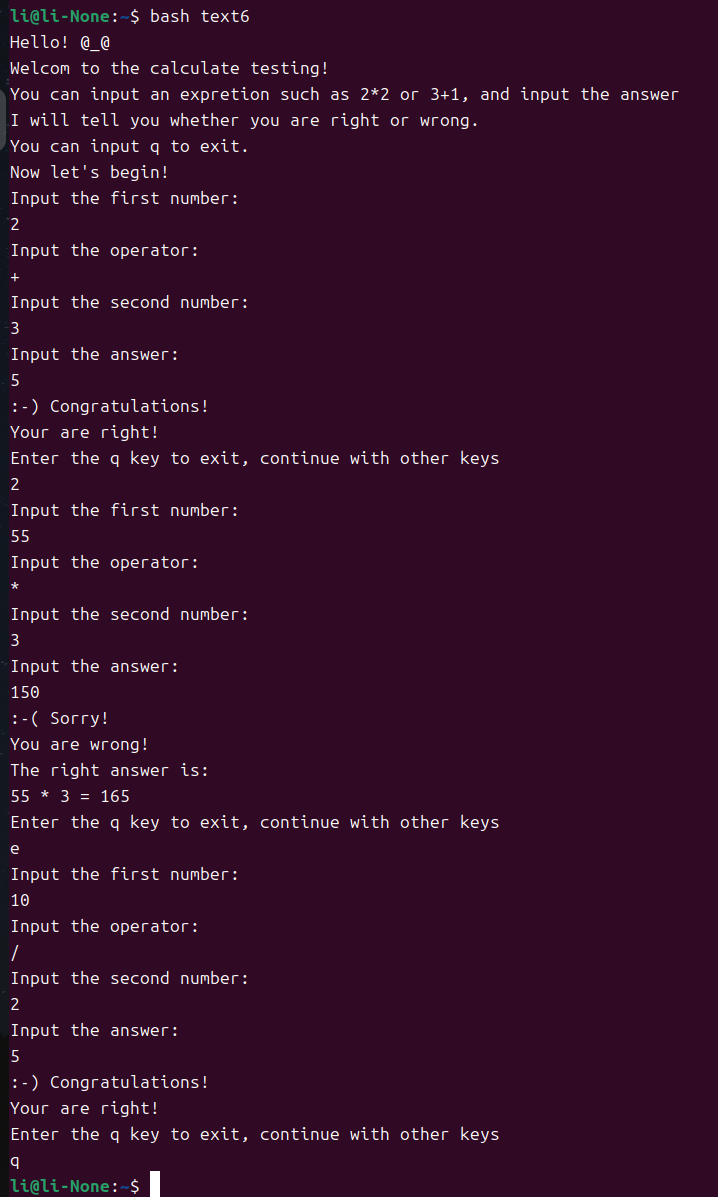 li@li-None:~$ bash text6
Hello! @_@
Welcom to the calculate testing!
You can input an expretion such as 2*2 or 3+1, and input the answer
I will tell you whether you are right or wrong.
You can input q to exit.
Now let's begin!
Input the first number:
2
Input the operator:
+
Input the second number:
3
Input the answer:
5
:-) Congratulations!
Your are right!
Enter the q key to exit, continue with other keys
2
Input the first number:
55
Input the operator:
*
Input the second number:
3
Input the answer:
150
:-( Sorry!
You are wrong!
The right answer is:
55 * 3 = 165
Enter the q key to exit, continue with other keys
e
Input the first number:
10
Input the operator:
/
Input the second number:
2
Input the answer:
5
:-) Congratulations!
Your are right!
Enter the q key to exit, continue with other keys
q
li@li-None:~$